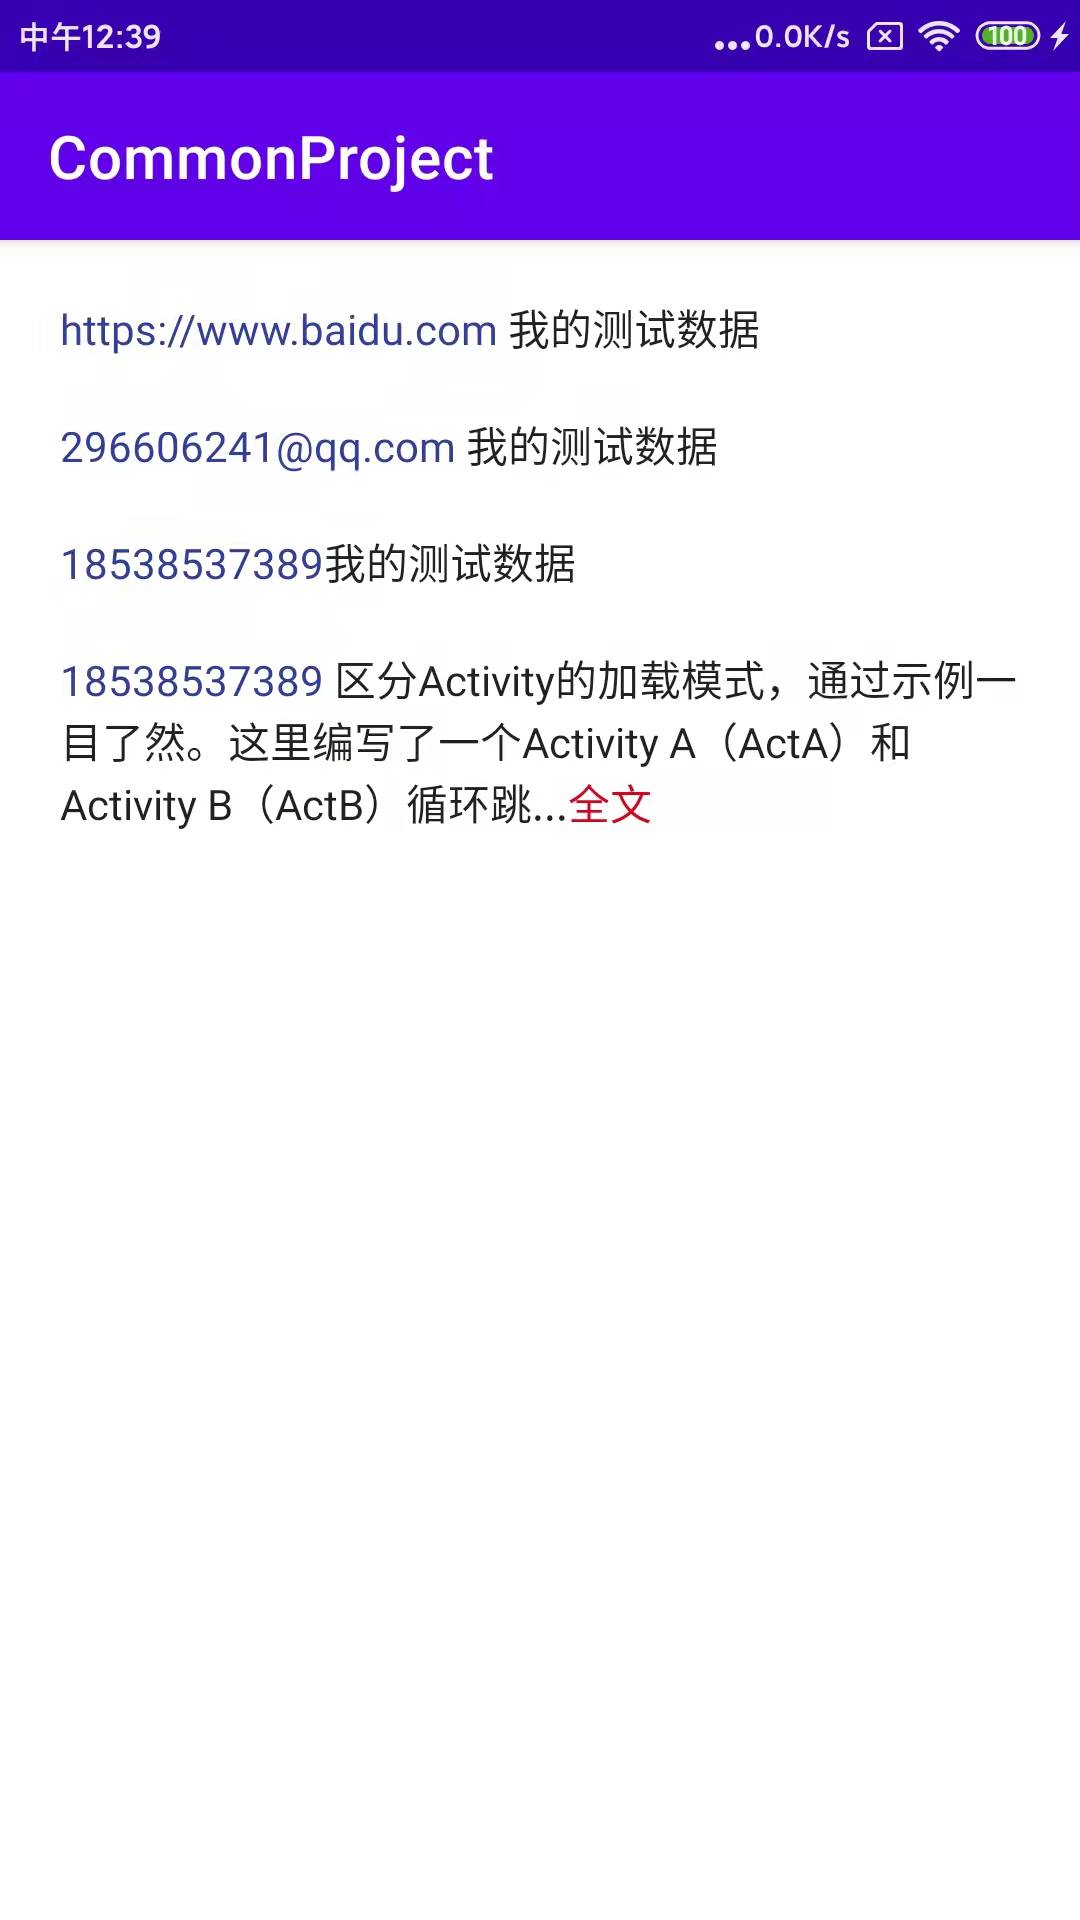 中午12:39
...0.0K/s
100
CommonProject
https://www.baidu.com 我的测试数据
296606241@qq.com 我的测试数据
18538537389我的测试数据
18538537389 区分Activity的加载模式，通过示例一
目了然。这里编写了一个Activity A（ActA）和
Activity B（ActB）循环跳...全文